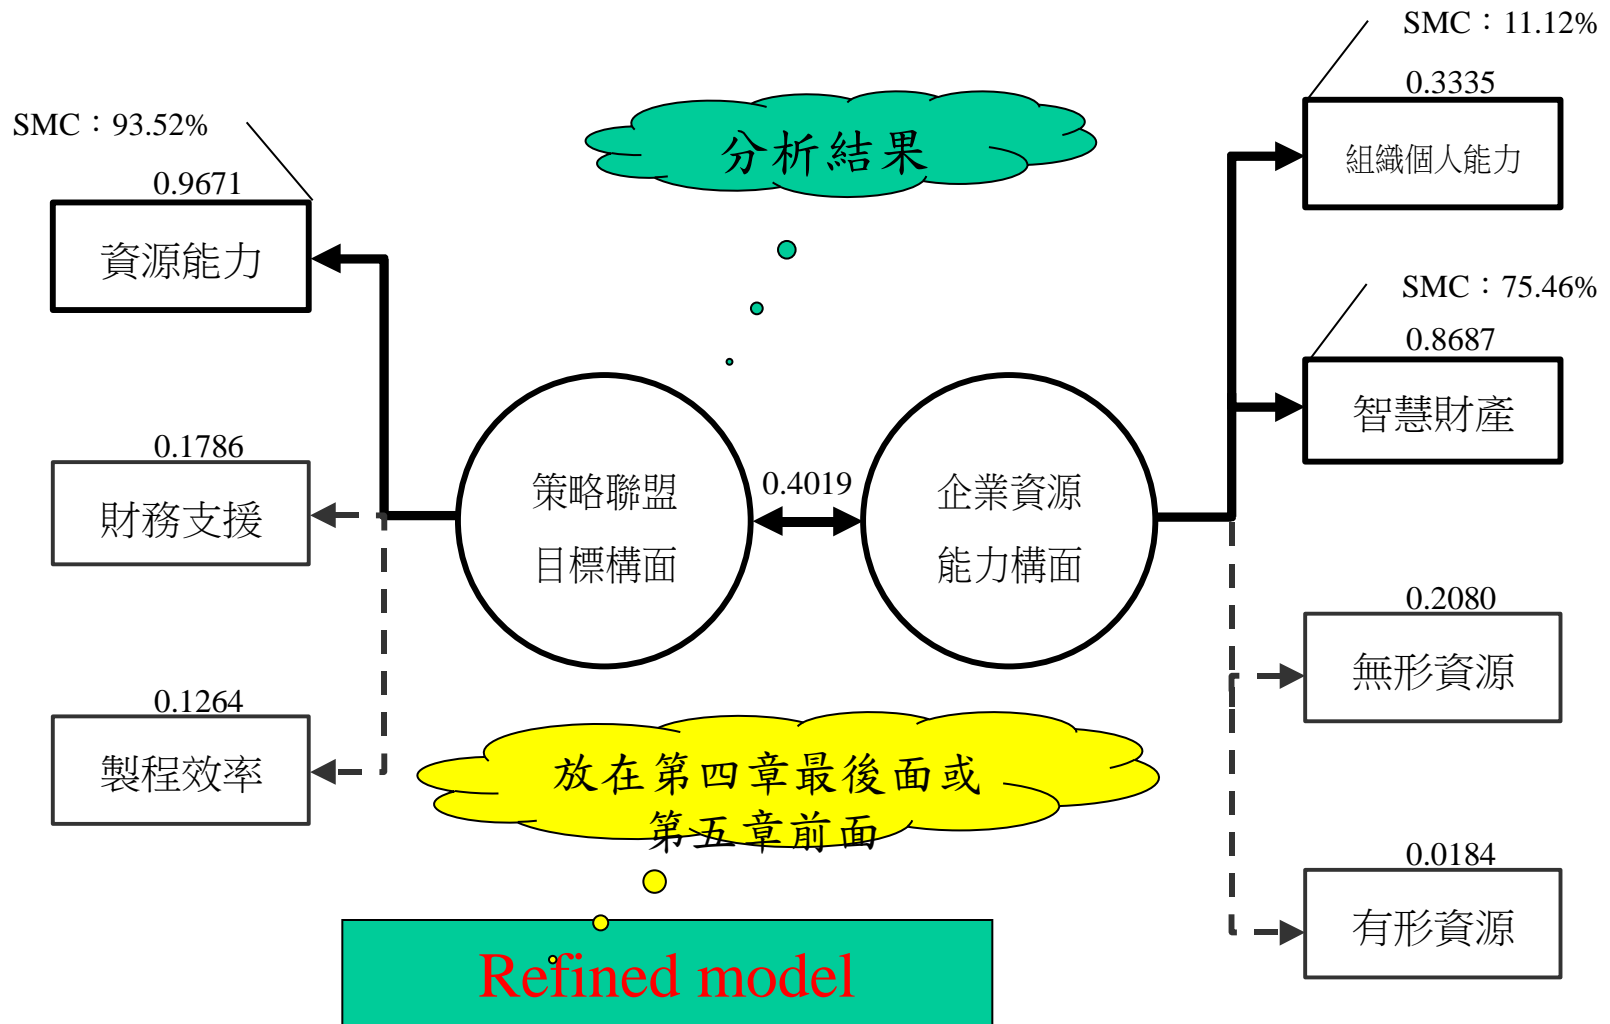 SMC：11.12%
0.3335
組織個人能力
分析結果
SMC：93.52%
0.9671
資源能力
SMC：75.46%
0.8687
智慧財產
0.1786
財務支援
策略聯盟
目標構面
0.4019
企業資源
能力構面
0.2080
無形資源
0.1264
製程效率
放在第四章最後面或
第五章前面
0.0184
有形資源
Refined model